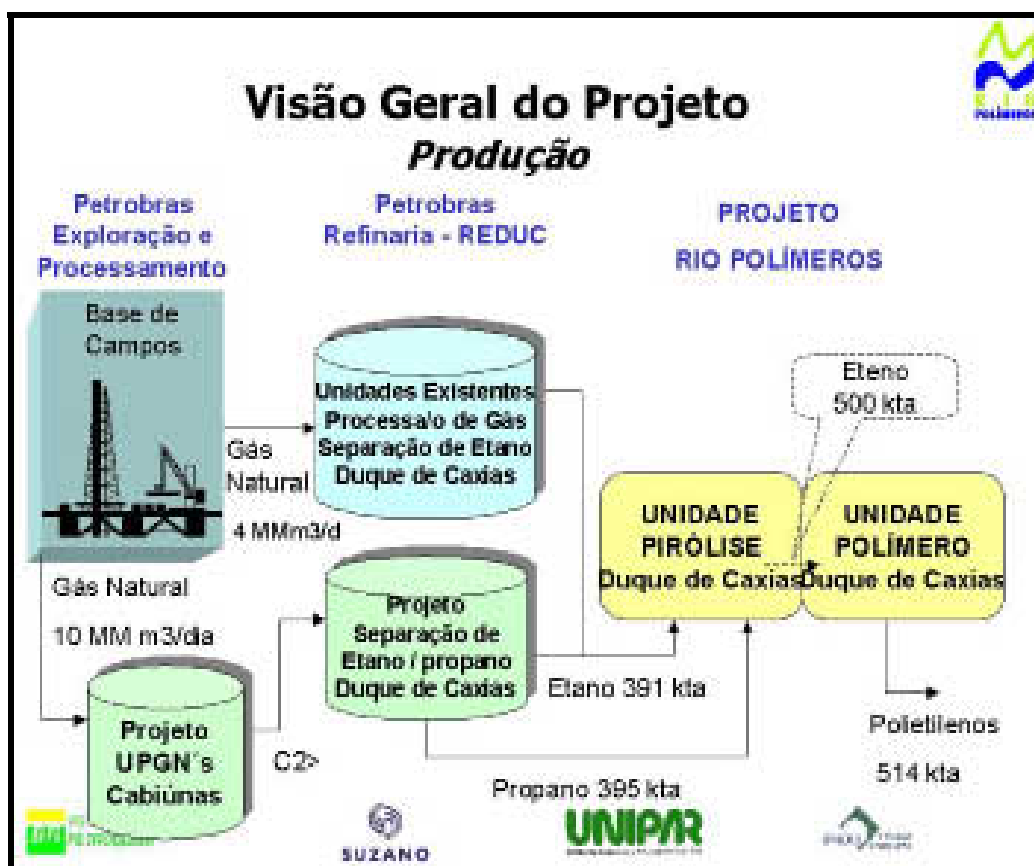 RIO
POLÍMEROS
Visão Geral do Projeto
Produção
Petrobras
Exploração e
Processamento
Petrobras
Refinaria - REDUC
PROJETO
RIO POLÍMEROS
Base de
Campos
Unidades Existentes
Processa/o de Gás
Separação de Etano
Duque de Caxias
Eteno
500 kta
Gás
Natural
4 MMm3/d
UNIDADE
PIRÓLISE
Duque de Caxias
UNIDADE
POLÍMERO
Duque de Caxias
Gás Natural
10 MM m3/dia
Projeto
Separação de
Etano / propano
Duque de Caxias
Etano 391 kta
Projeto
UPGN´s
Cabiúnas
C2>
Propano 395 kta
Polietilenos
514 kta
SUZANO
UNIPAR